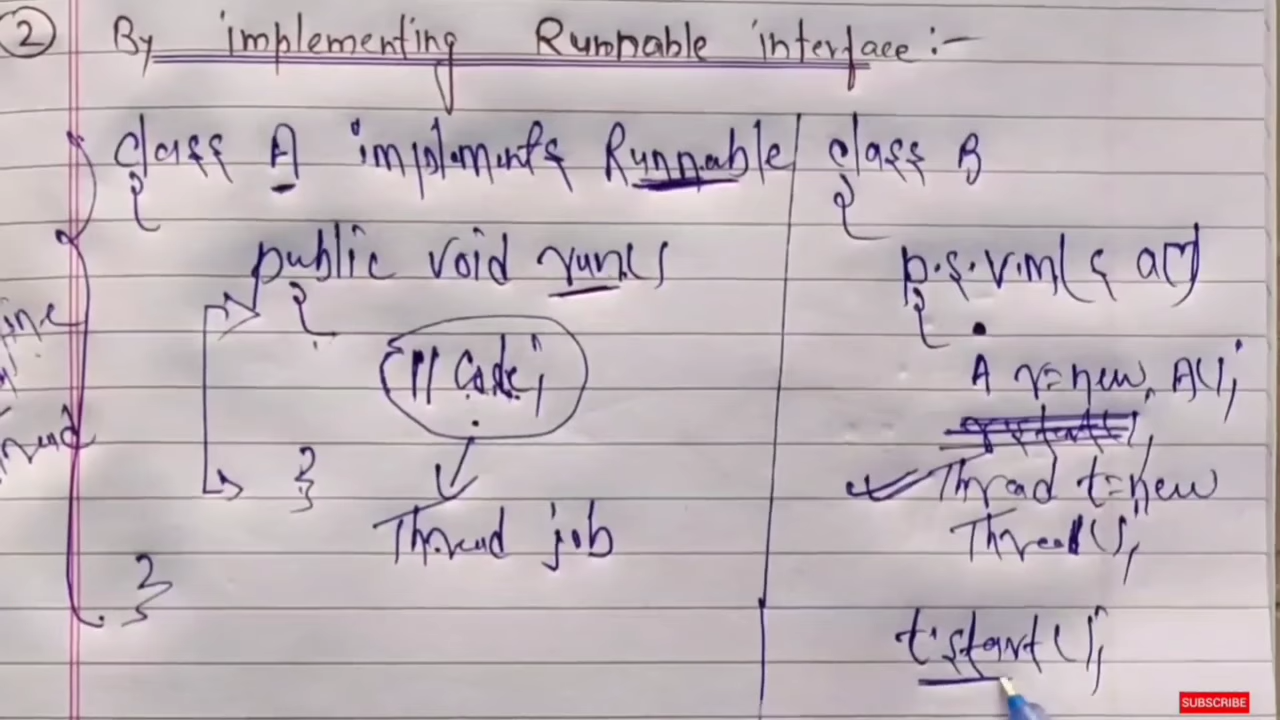 2 By implementing Runnable interface :-
class A implements Runnable
{
public void run()
{
// Code;
}
Thread job
}
class B
{
p.s.v.m(S a[])
{
A r=new A();
Thread t=new
Thread();
t.start();
SUBSCRIBE